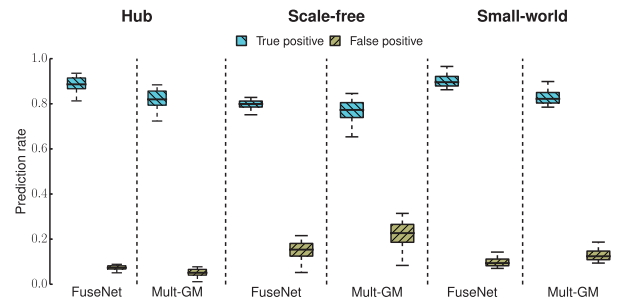 Hub Scale-free Small-world
True positive False positive
Prediction rate
1.0
0.8
0.6
0.4
0.2
0.0
FuseNet Mult-GM FuseNet Mult-GM FuseNet Mult-GM